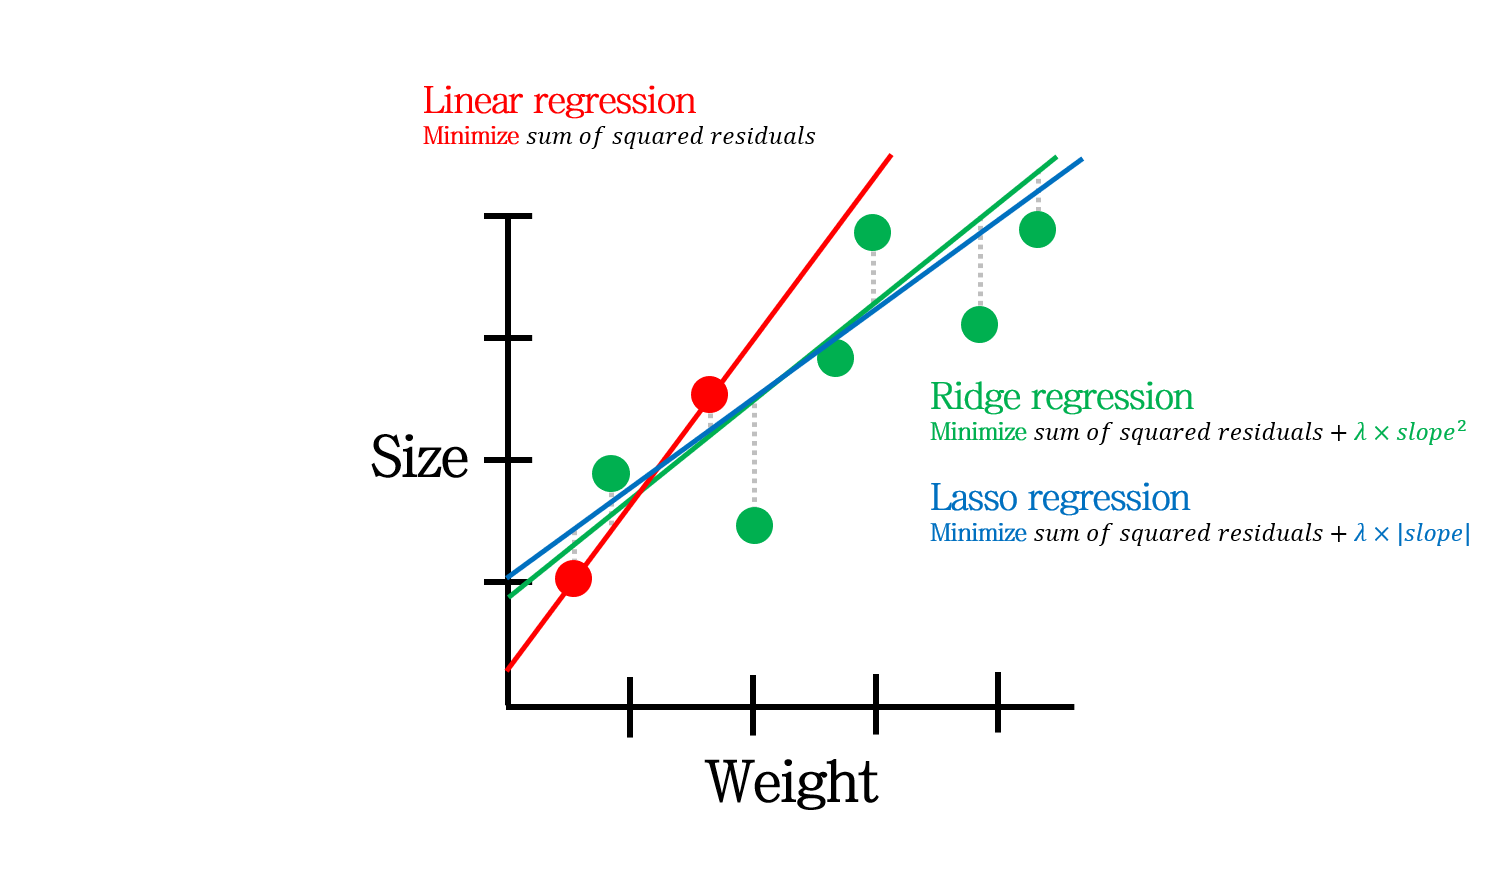 Linear regression
Minimize sum of squared residuals
Size
Ridge regression
Minimize sum of squared residuals + λ × slope²
Lasso regression
Minimize sum of squared residuals + λ × |slope|
Weight